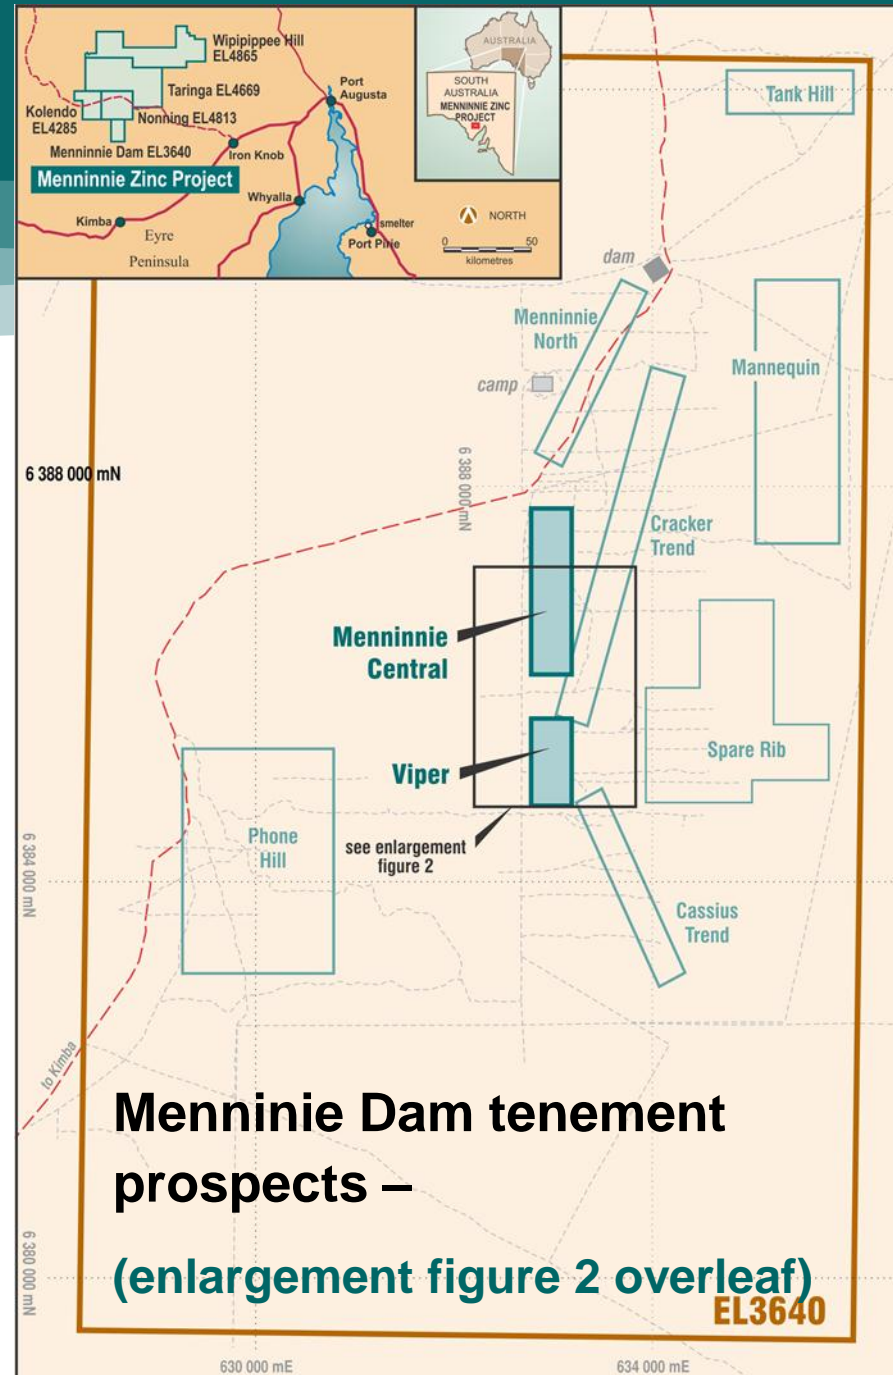 Wipipippee Hill
EL4865
Taringa EL4669
Kolendo
EL4285
Nonning EL4813
Menninnie Dam EL3640
Menninnie Zinc Project
Port
Augusta
Iron Knob
Whyalla
Kimba
Eyre
Peninsula
smelter
Port Pirie
NORTH
0 50
kilometres
AUSTRALIA
SOUTH
AUSTRALIA
MENNINNIE ZINC
PROJECT
Tank Hill
dam
Menninnie
North
Mannequin
camp
6 388 000 mN
6 388 000 mN
Cracker
Trend
Menninnie
Central
Spare Rib
Viper
Phone
Hill
see enlargement
figure 2
6 384 000 mN
Cassius
Trend
to Kimba
Menninie Dam tenement
prospects –
(enlargement figure 2 overleaf)
EL3640
6 380 000 mN
630 000 mE
634 000 mE